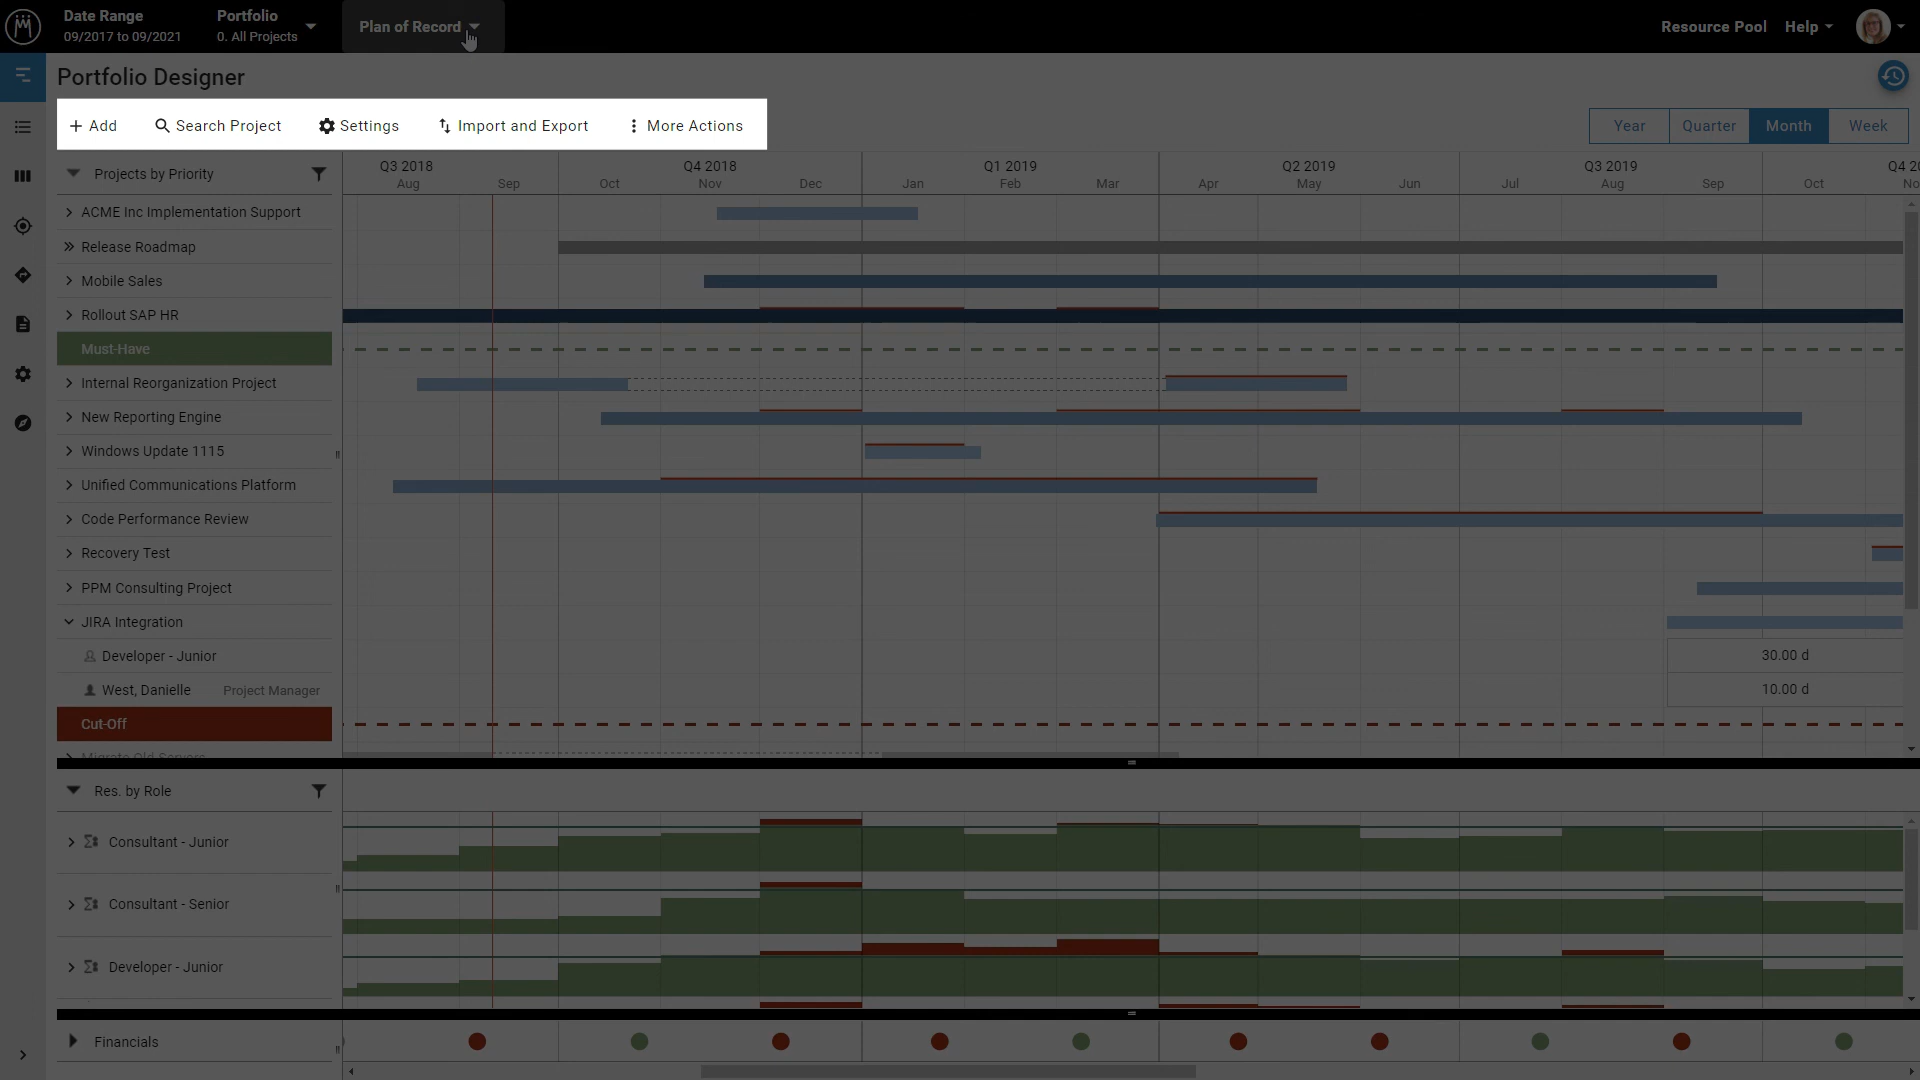 Date Range
09/2017 to 09/2021
Portfolio
0. All Projects
Plan of Record
Resource Pool
Help
Portfolio Designer
Add
Search Project
Settings
Import and Export
More Actions
Year
Quarter
Month
Week
Projects by Priority
Q3 2018
Q4 2018
Q1 2019
Q2 2019
Q3 2019
Aug
Sep
Oct
Nov
Dec
Jan
Feb
Mar
Apr
May
Jun
Jul
Aug
Sep
Oct
ACME Inc Implementation Support
Release Roadmap
Mobile Sales
Rollout SAP HR
Must-Have
Internal Reorganization Project
New Reporting Engine
Windows Update 1115
Unified Communications Platform
Code Performance Review
Recovery Test
PPM Consulting Project
JIRA Integration
Developer - Junior
30.00 d
West, Danielle Project Manager
10.00 d
Cut-Off
Migrate Old Servers
Res. by Role
Consultant - Junior
Consultant - Senior
Developer - Junior
Financials